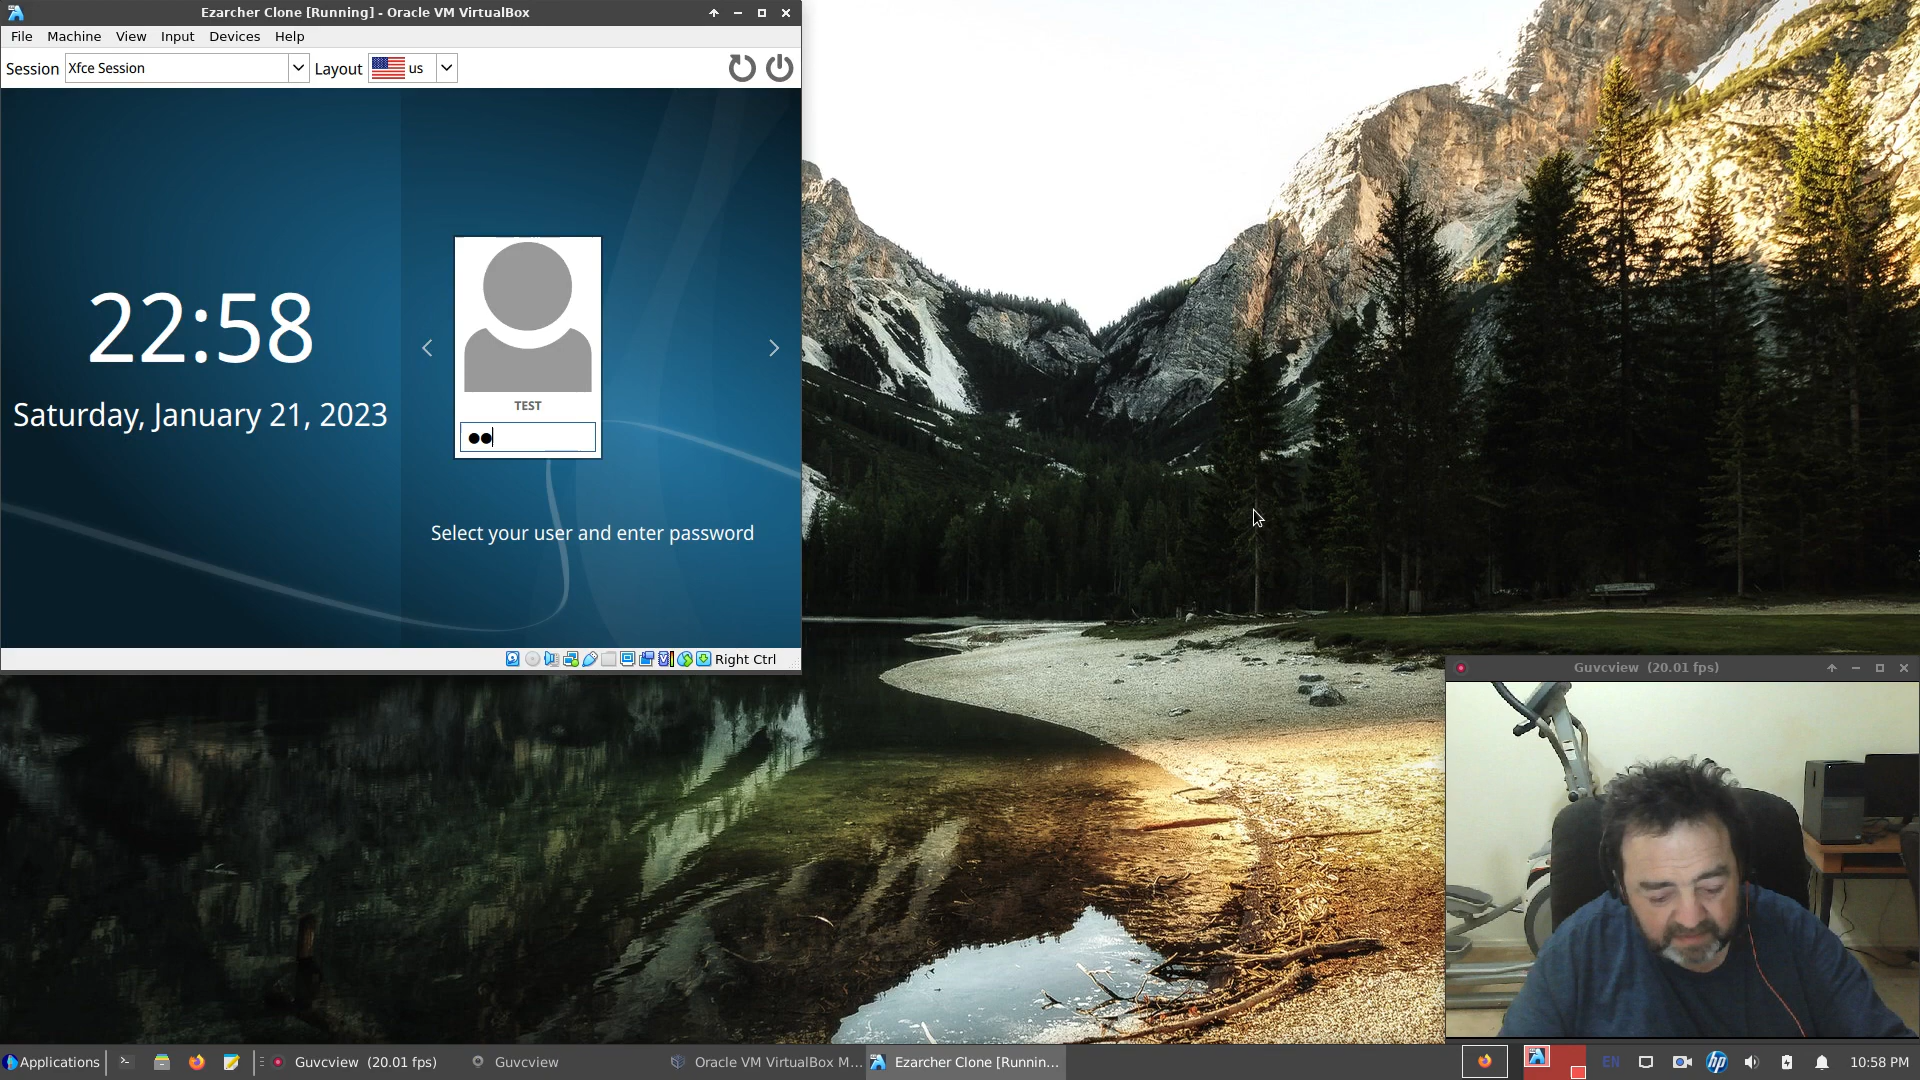 Ezarcher Clone [Running] - Oracle VM VirtualBox
File Machine View Input Devices Help
Session Xfce Session Layout us
22:58
Saturday, January 21, 2023
TEST
Select your user and enter password
Right Ctrl
Guvcview (20.01 fps)
Applications Guvcview (20.01 fps) Guvcview Oracle VM VirtualBox M... Ezarcher Clone [Runnin... EN hp 10:58 PM